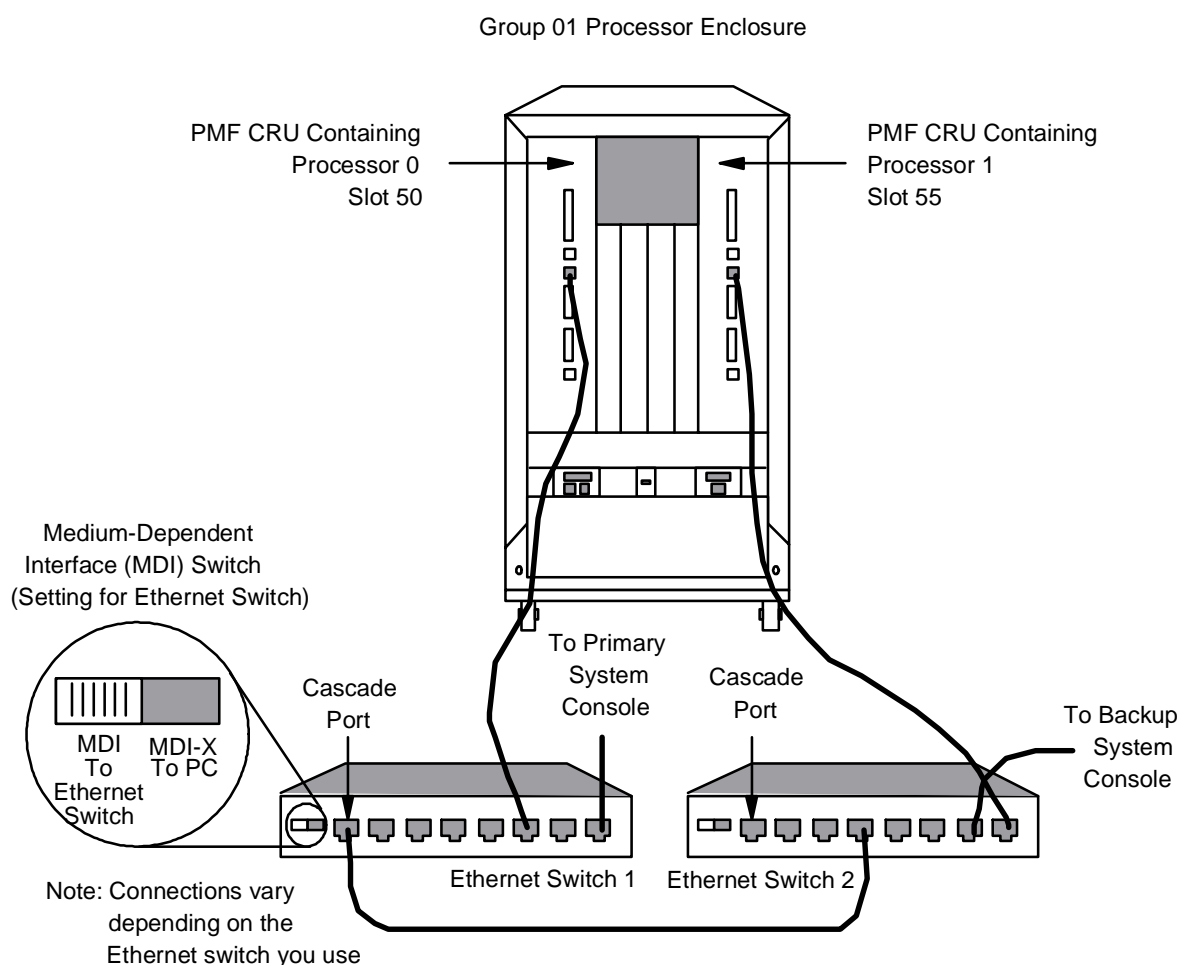 Group 01 Processor Enclosure
PMF CRU Containing
Processor 0
Slot 50
PMF CRU Containing
Processor 1
Slot 55
Medium-Dependent
Interface (MDI) Switch
(Setting for Ethernet Switch)
MDI
To
Ethernet
Switch
MDI-X
To PC
Cascade
Port
To Primary
System
Console
Cascade
Port
To Backup
System
Console
Ethernet Switch 1
Ethernet Switch 2
Note: Connections vary
depending on the
Ethernet switch you use